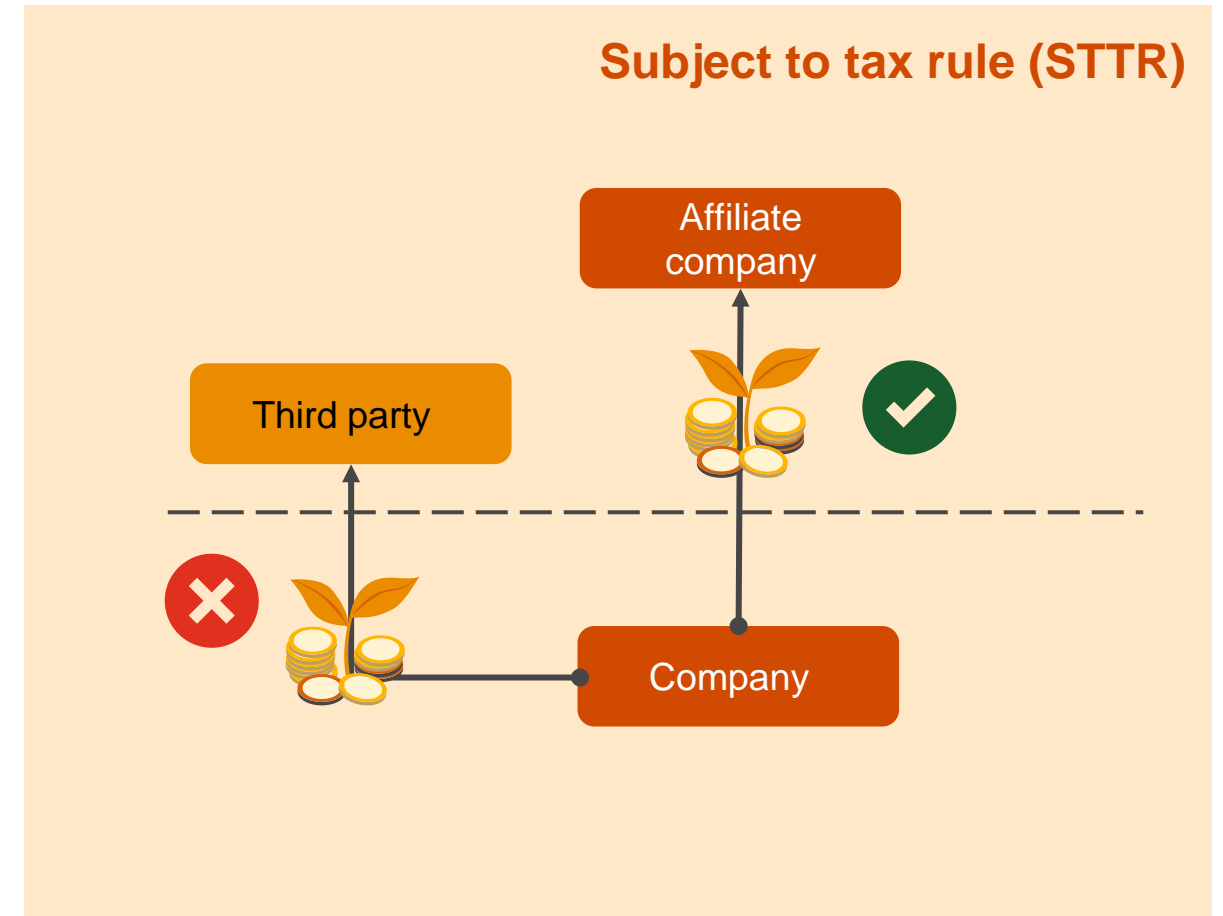 Subject to tax rule (STTR)
Affiliate
company
Third party
Company